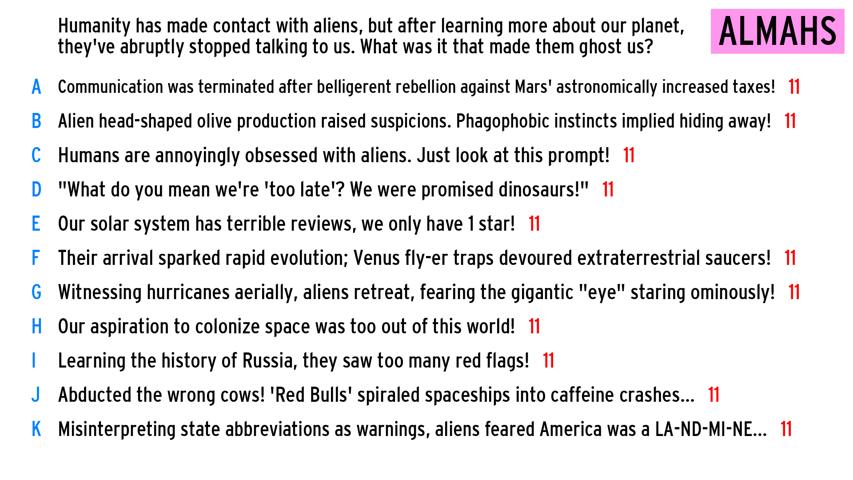 Humanity has made contact with aliens, but after learning more about our planet,
they've abruptly stopped talking to us. What was it that made them ghost us?
ALMAHS
A Communication was terminated after belligerent rebellion against Mars' astronomically increased taxes! 11
B Alien head-shaped olive production raised suspicions. Phagophobic instincts implied hiding away! 11
C Humans are annoyingly obsessed with aliens. Just look at this prompt! 11
D "What do you mean we're 'too late'? We were promised dinosaurs!" 11
E Our solar system has terrible reviews, we only have 1 star! 11
F Their arrival sparked rapid evolution; Venus fly-er traps devoured extraterrestrial saucers! 11
G Witnessing hurricanes aerially, aliens retreat, fearing the gigantic "eye" staring ominously! 11
H Our aspiration to colonize space was too out of this world! 11
I Learning the history of Russia, they saw too many red flags! 11
J Abducted the wrong cows! 'Red Bulls' spiraled spaceships into caffeine crashes... 11
K Misinterpreting state abbreviations as warnings, aliens feared America was a LA-ND-MI-NE... 11